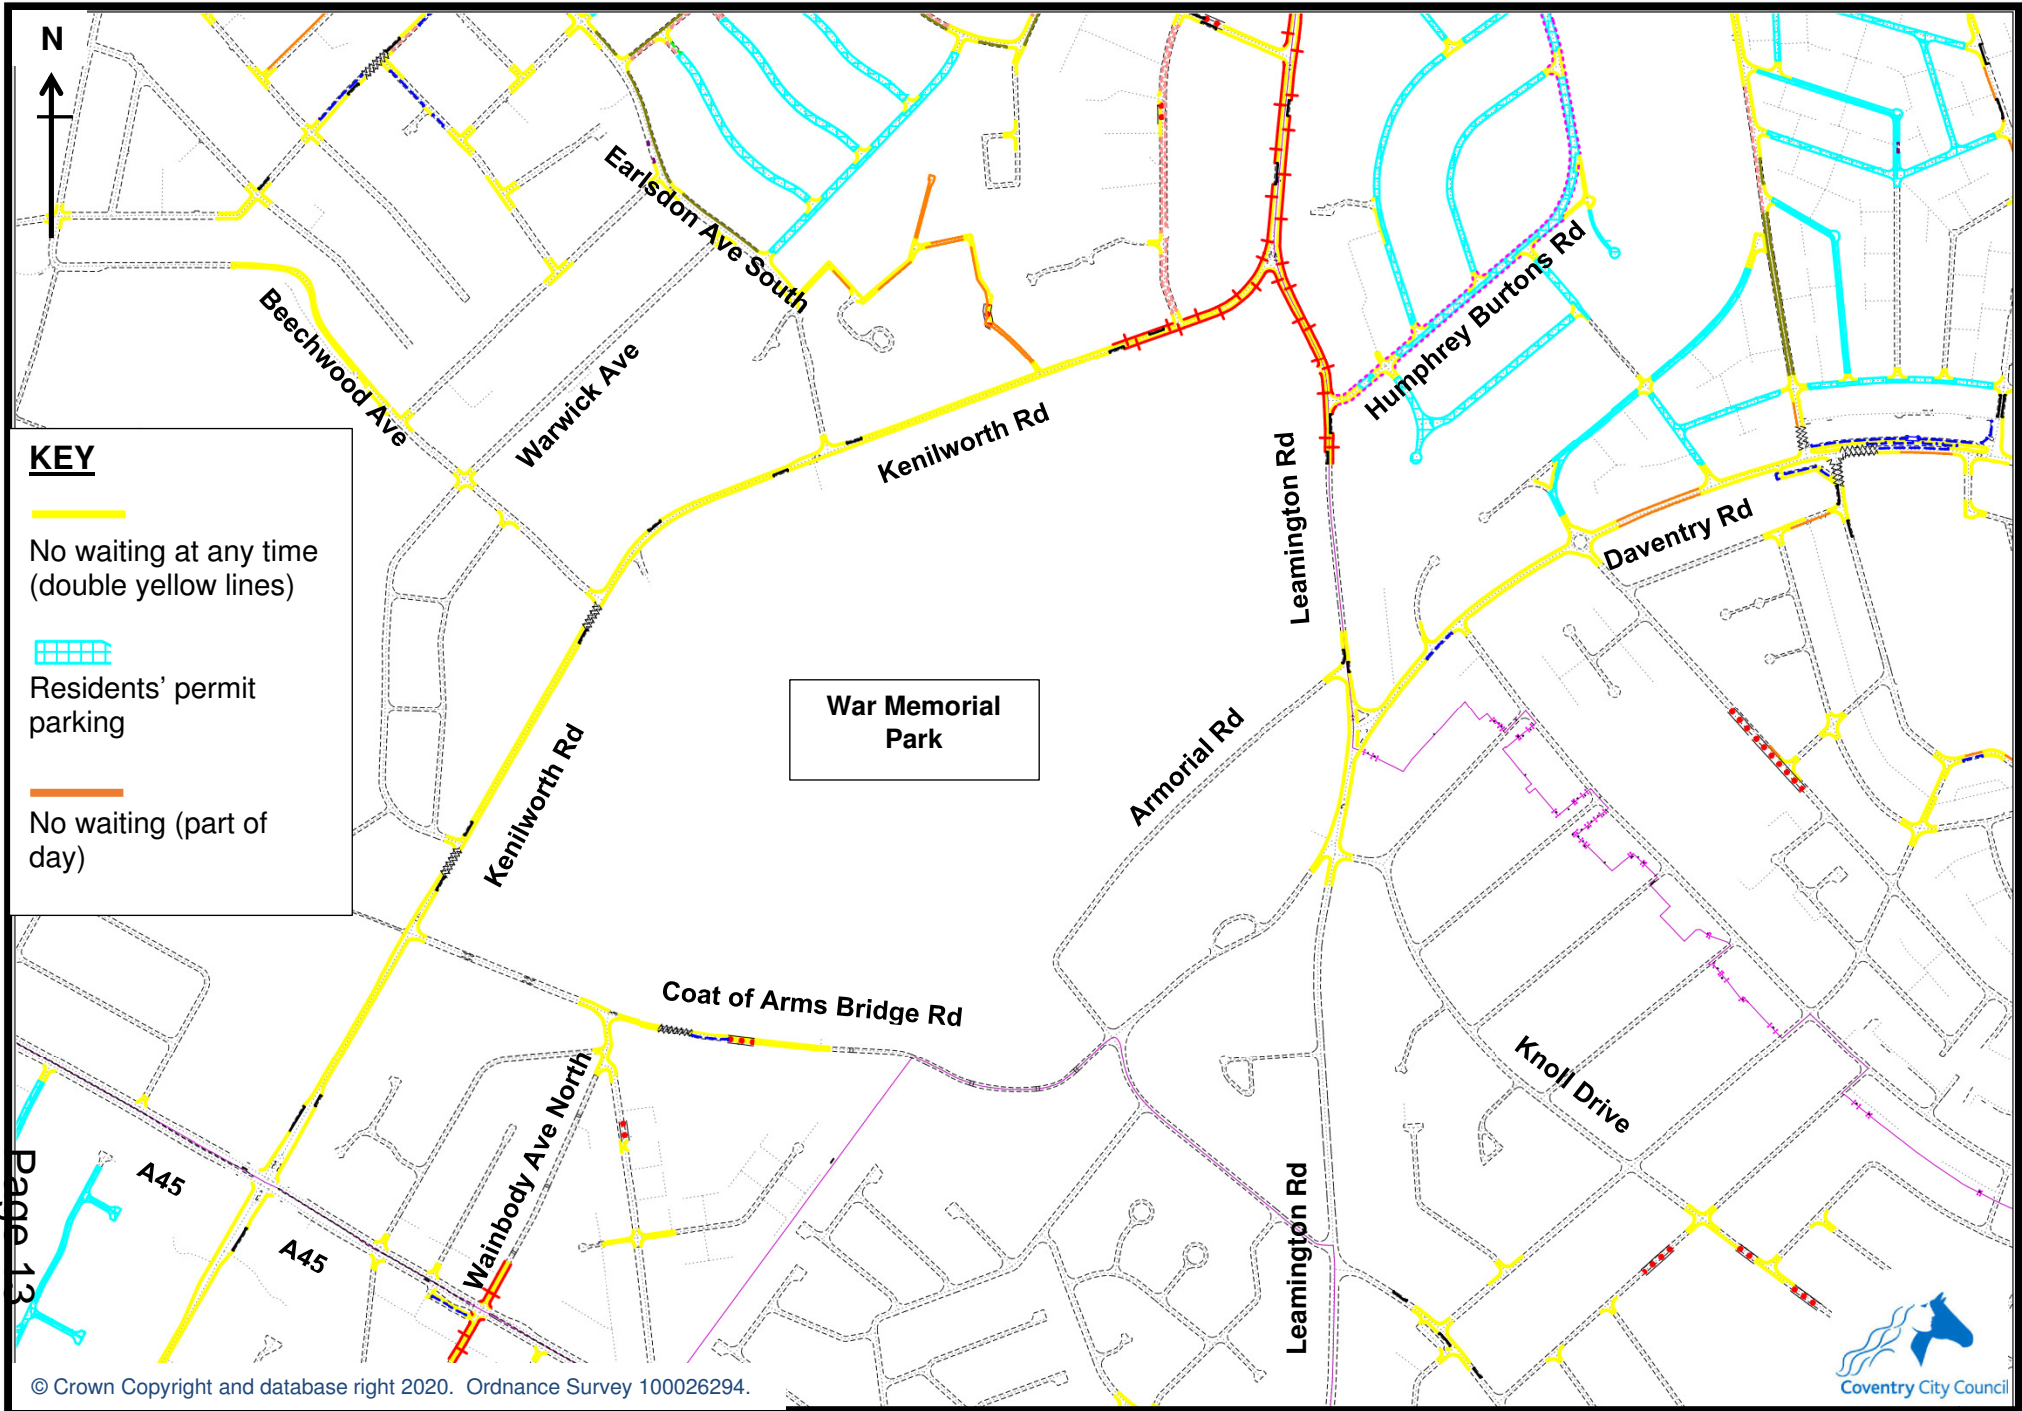 N
Earlsdon Ave South
Beechwood Ave
Warwick Ave
Kenilworth Rd
Humphrey Burtons Rd
Leamington Rd
Daventry Rd
KEY
No waiting at any time
(double yellow lines)
Residents' permit
parking
No waiting (part of
day)
War Memorial
Park
Kenilworth Rd
Armorial Rd
Coat of Arms Bridge Rd
Wainbody Ave North
Knoll Drive
A45
A45
Leamington Rd
Page 13
© Crown Copyright and database right 2020. Ordnance Survey 100026294.
Coventry City Council